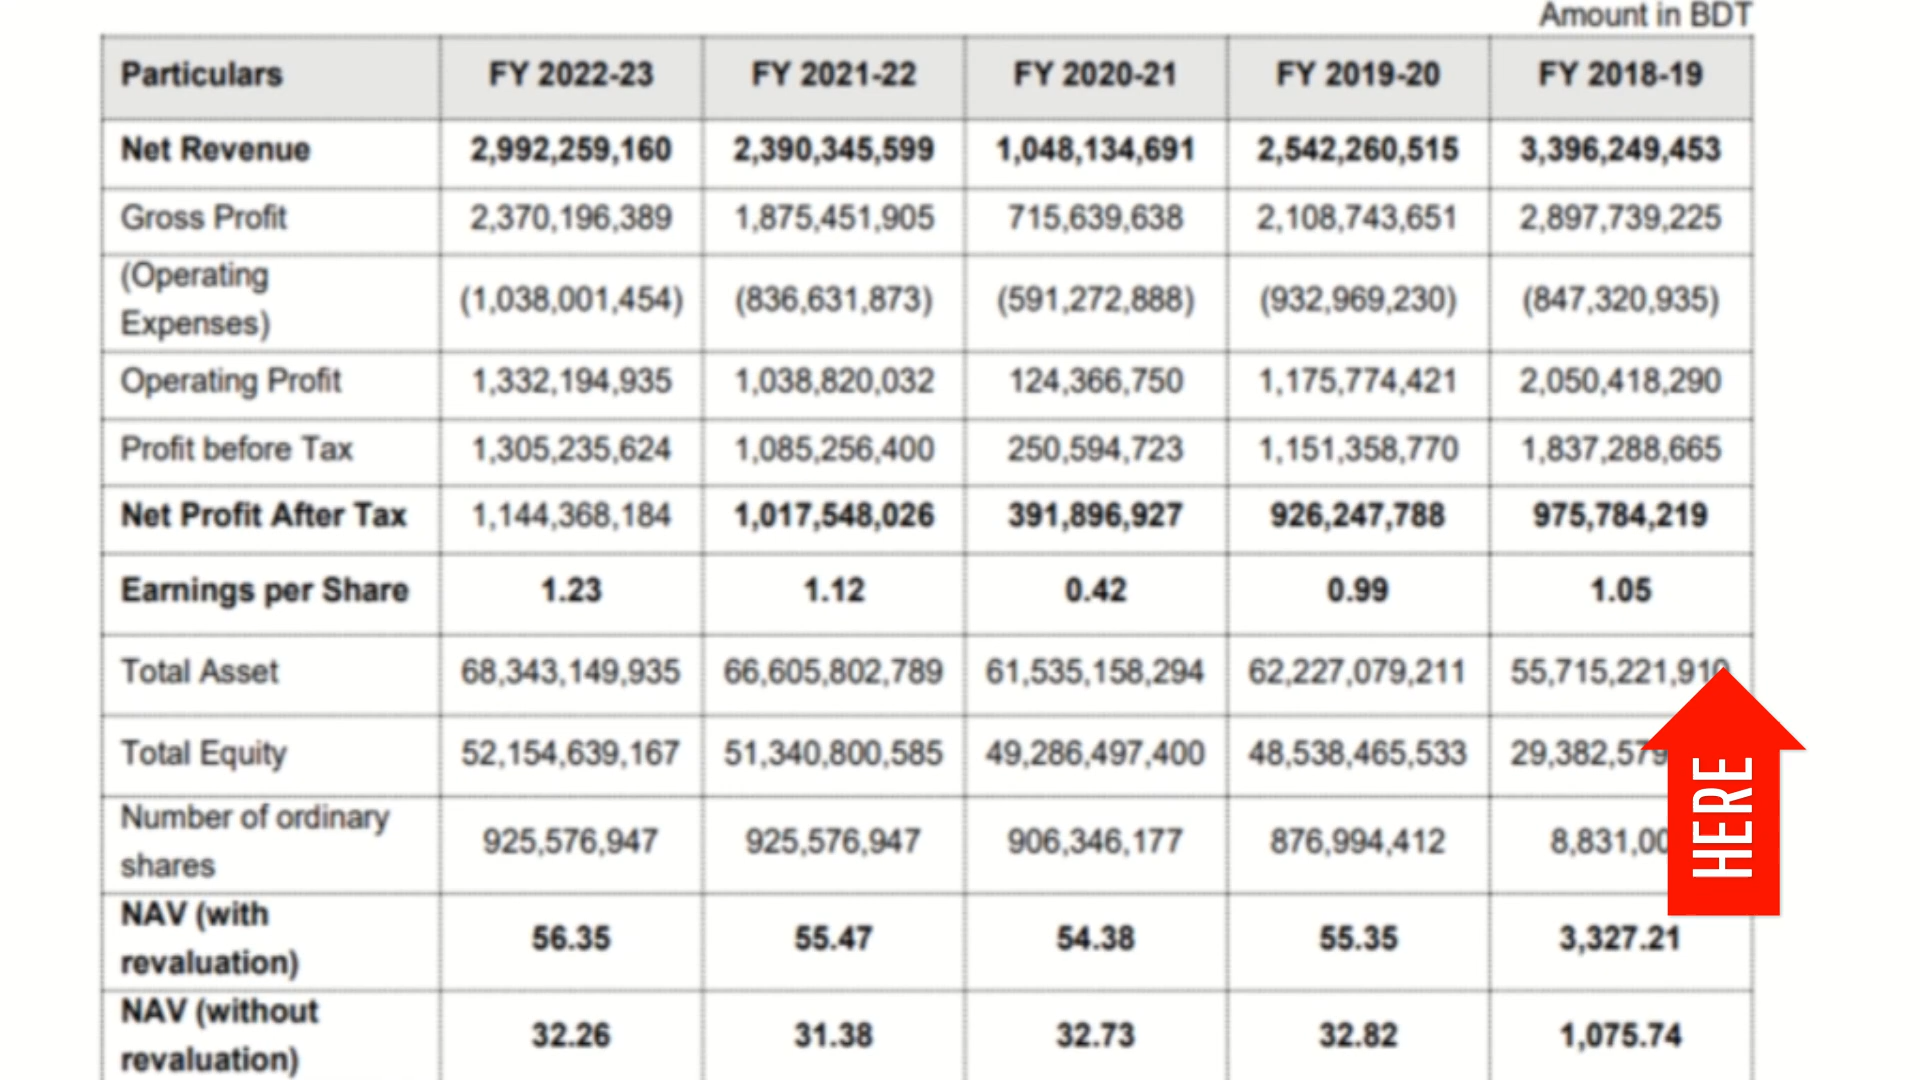 Amount in BDT
Particulars FY 2022-23 FY 2021-22 FY 2020-21 FY 2019-20 FY 2018-19
Net Revenue 2,992,259,160 2,390,345,599 1,048,134,691 2,542,260,515 3,396,249,453
Gross Profit 2,370,196,389 1,875,451,905 715,639,638 2,108,743,651 2,897,739,225
(Operating
Expenses) (1,038,001,454) (836,631,873) (591,272,888) (932,969,230) (847,320,935)
Operating Profit 1,332,194,935 1,038,820,032 124,366,750 1,175,774,421 2,050,418,290
Profit before Tax 1,305,235,624 1,085,256,400 250,594,723 1,151,358,770 1,837,288,665
Net Profit After Tax 1,144,368,184 1,017,548,026 391,896,927 926,247,788 975,784,219
Earnings per Share 1.23 1.12 0.42 0.99 1.05
Total Asset 68,343,149,935 66,605,802,789 61,535,158,294 62,227,079,211 55,715,221,910
Total Equity 52,154,639,167 51,340,800,585 49,286,497,400 48,538,465,533
Number of ordinary
shares 925,576,947 925,576,947 906,346,177 876,994,412
NAV (with
revaluation) 56.35 55.47 54.38 55.35 3,327.21
NAV (without
revaluation) 32.26 31.38 32.73 32.82 1,075.74
HERE